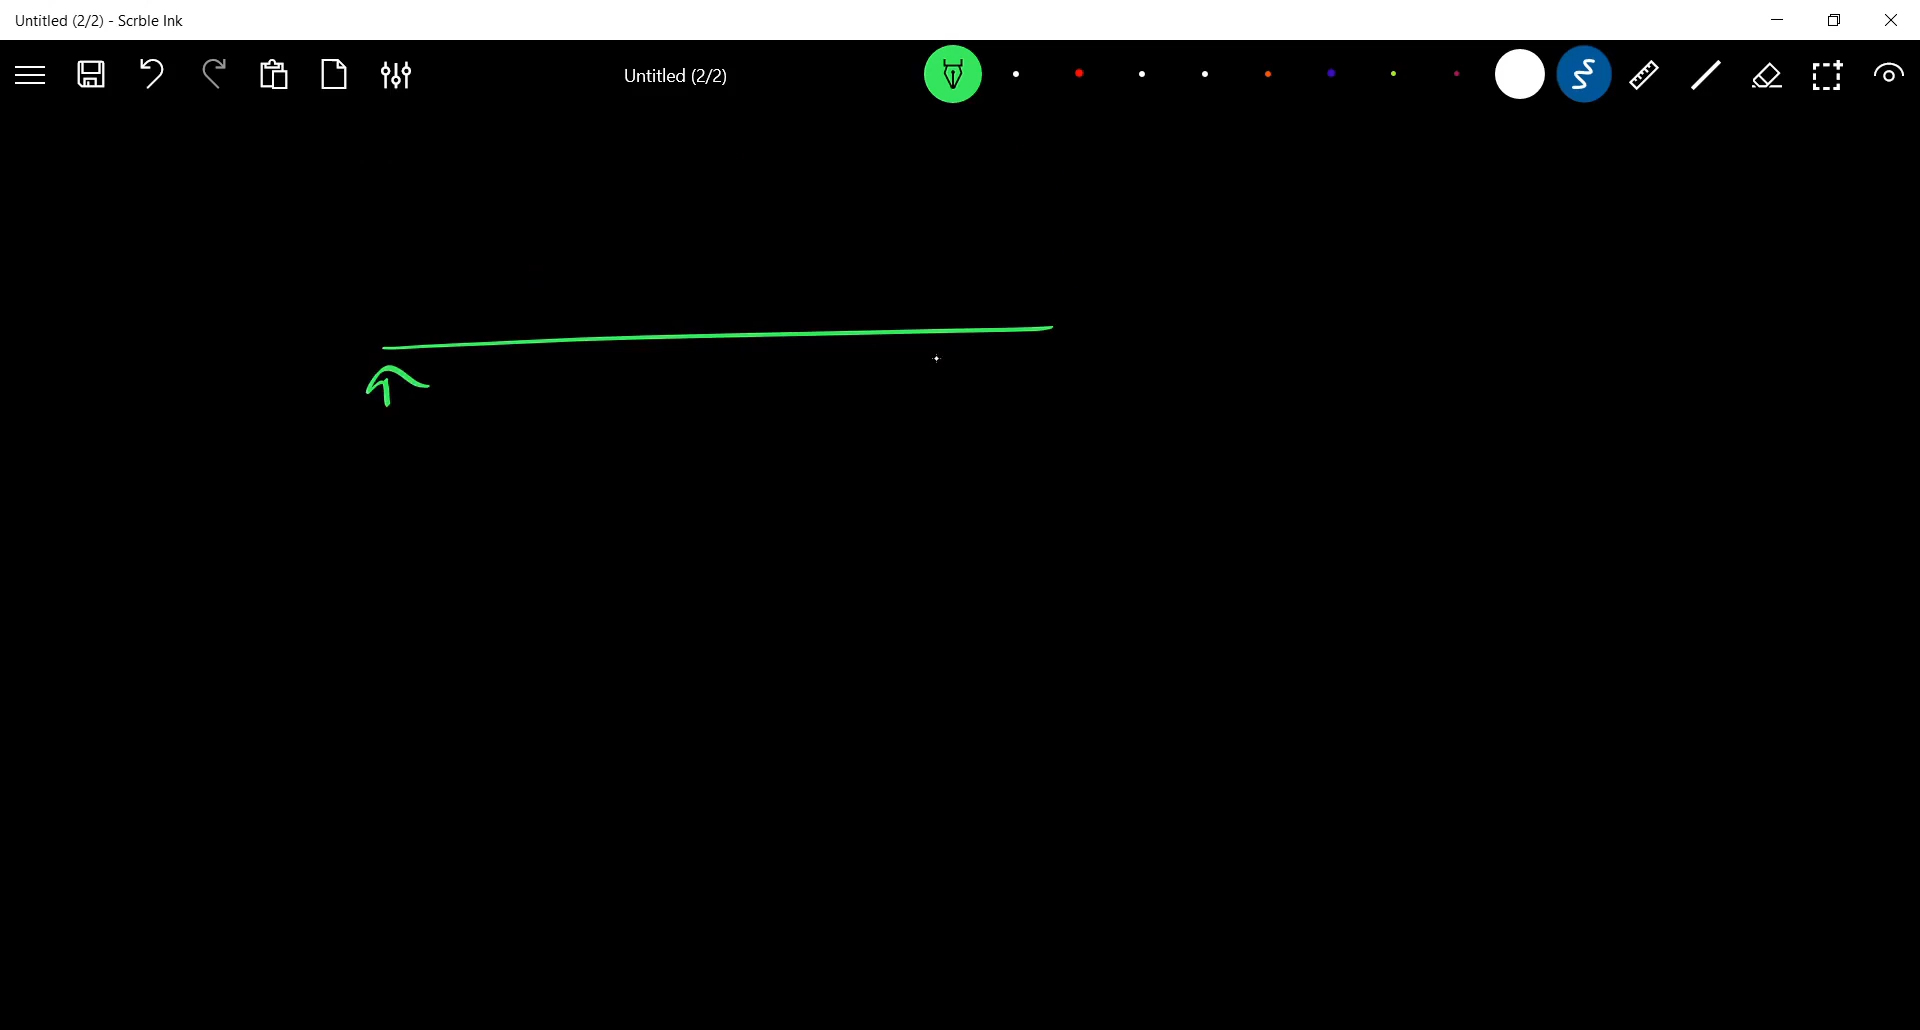 Untitled (2/2) - Scrble Ink
Untitled (2/2)